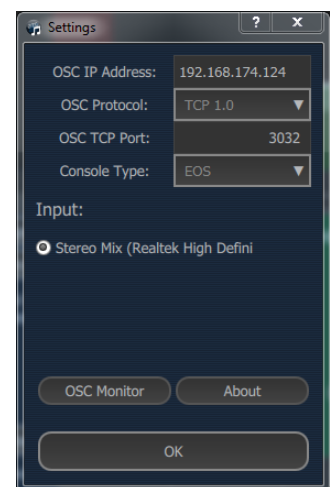 Settings
? X
OSC IP Address: 192.168.174.124
OSC Protocol: TCP 1.0
OSC TCP Port: 3032
Console Type: EOS
Input:
Stereo Mix (Realtek High Defini
OSC Monitor About
OK